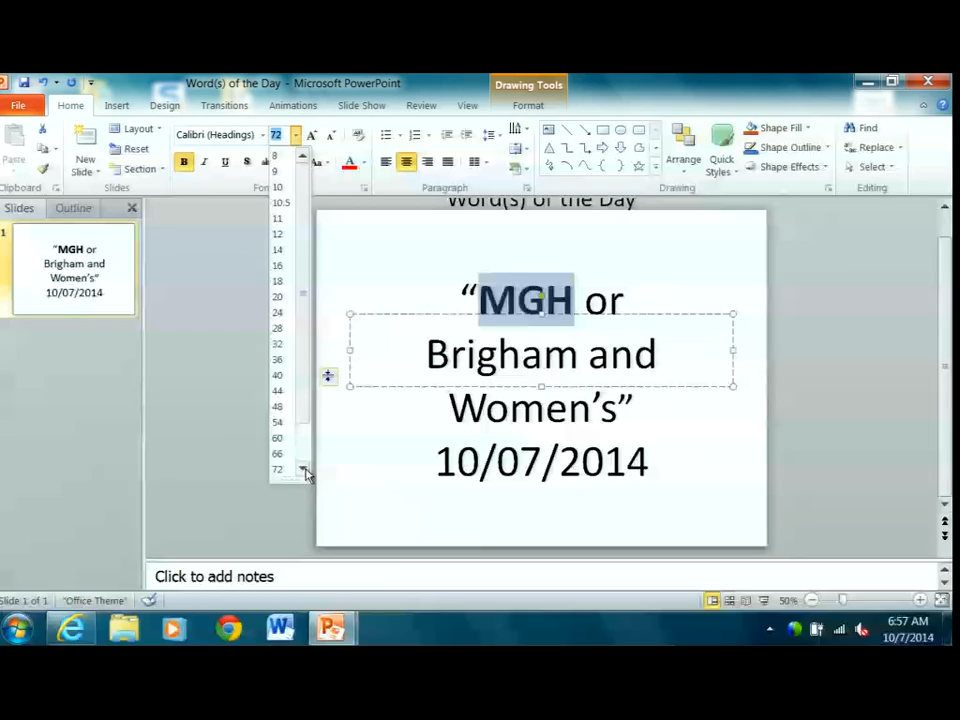 Word(s) of the Day - Microsoft PowerPoint
Drawing Tools
File Home Insert Design Transitions Animations Slide Show Review View Format
Paste
Clipboard
New
Slide
Layout
Reset
Section
Slides
Calibri (Headings) 72
B I U S
Aa A
Paragraph
Arrange
Quick
Styles
Shape Fill
Shape Outline
Shape Effects
Drawing
Find
Replace
Select
Editing
Slides Outline
1
“MGH or
Brigham and
Women’s”
10/07/2014
8
9
10
10.5
11
12
14
16
18
20
24
28
32
36
40
44
48
54
60
66
72
Word(s) of the Day
“MGH or
Brigham and
Women’s”
10/07/2014
Click to add notes
Slide 1 of 1 "Office Theme" 50%
6:57 AM
10/7/2014